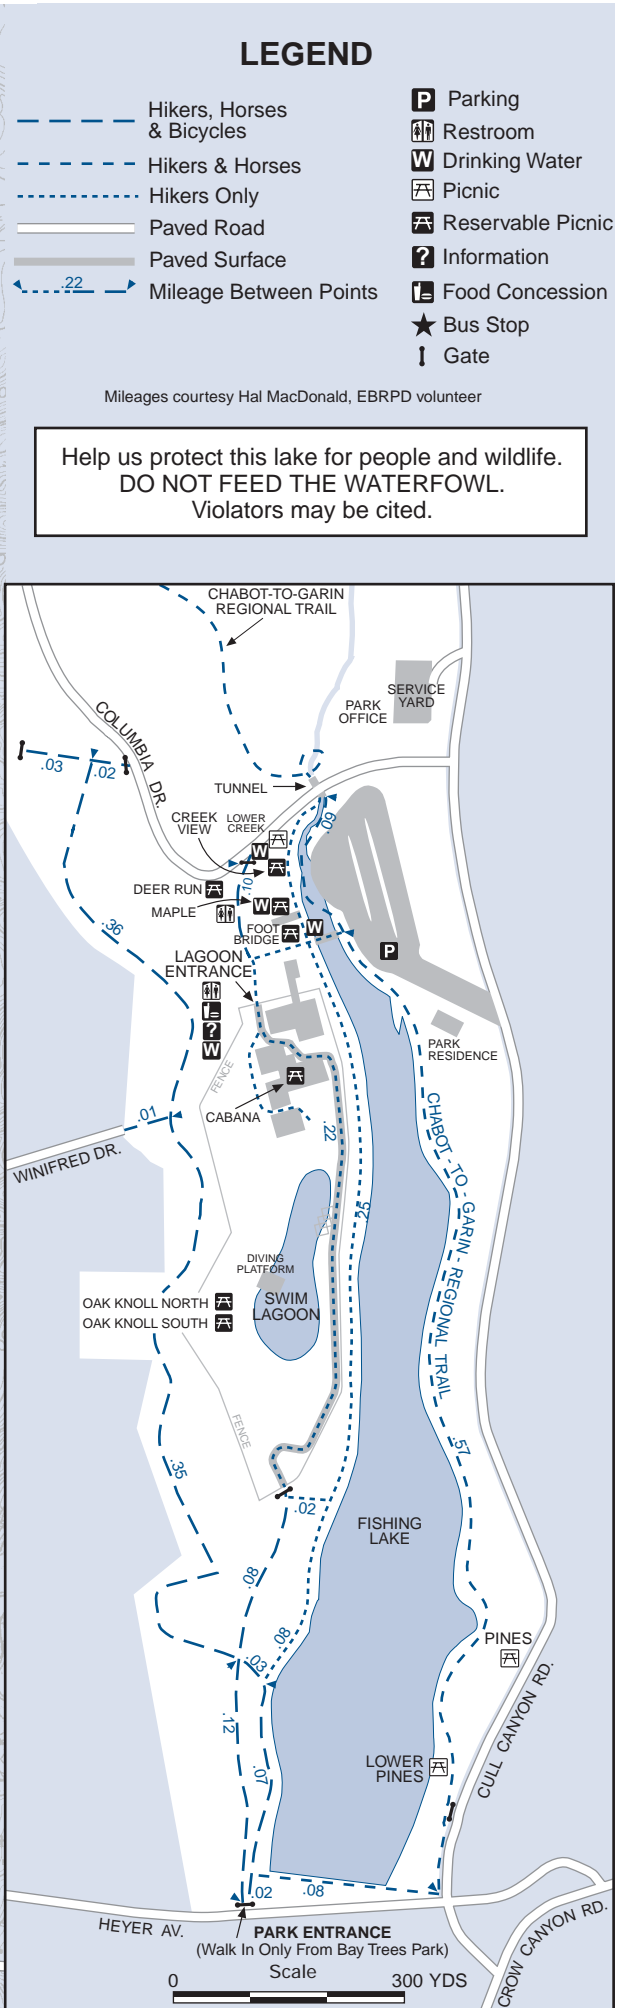 LEGEND
Hikers, Horses
& Bicycles
Hikers & Horses
Hikers Only
Paved Road
Paved Surface
.22
Mileage Between Points
P Parking
Restroom
W Drinking Water
Picnic
Reservable Picnic
? Information
Food Concession
Bus Stop
Gate
Mileages courtesy Hal MacDonald, EBRPD volunteer
Help us protect this lake for people and wildlife.
DO NOT FEED THE WATERFOWL.
Violators may be cited.
CHABOT-TO-GARIN
REGIONAL TRAIL
SERVICE
YARD
PARK
OFFICE
COLUMBIA DR.
.03
.02
TUNNEL
CREEK
VIEW
LOWER
CREEK
.09
W
DEER RUN
.10
MAPLE
W
FOOT
BRIDGE
W
P
.36
LAGOON
ENTRANCE
?
W
PARK
RESIDENCE
FENCE
CABANA
.01
.22
WINIFRED DR.
CHABOT - TO - GARIN - REGIONAL TRAIL
.25
DIVING
PLATFORM
SWIM
LAGOON
OAK KNOLL NORTH
OAK KNOLL SOUTH
FENCE
.57
.35
.02
FISHING
LAKE
.08
.08
.03
PINES
.12
.07
LOWER
PINES
CULL CANYON RD.
.02
.08
HEYER AV.
PARK ENTRANCE
(Walk In Only From Bay Trees Park)
CROW CANYON RD.
Scale
0
300 YDS